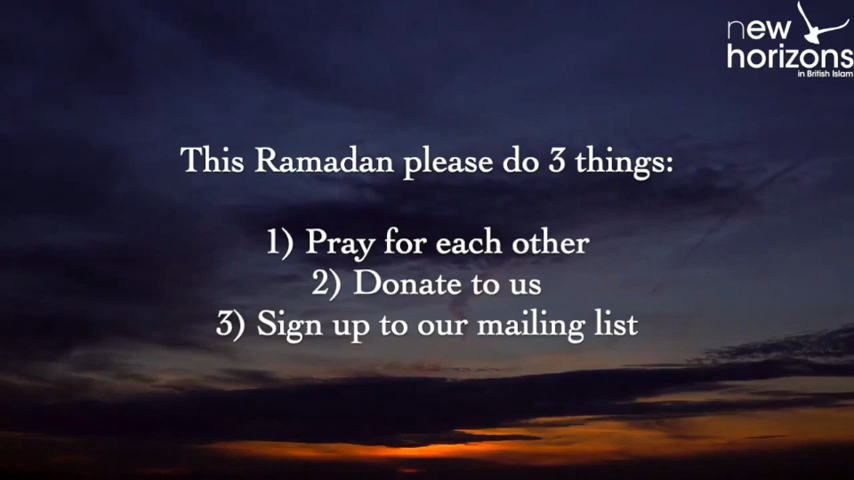 new
horizons
in British Islam
This Ramadan please do 3 things:
1) Pray for each other
2) Donate to us
3) Sign up to our mailing list